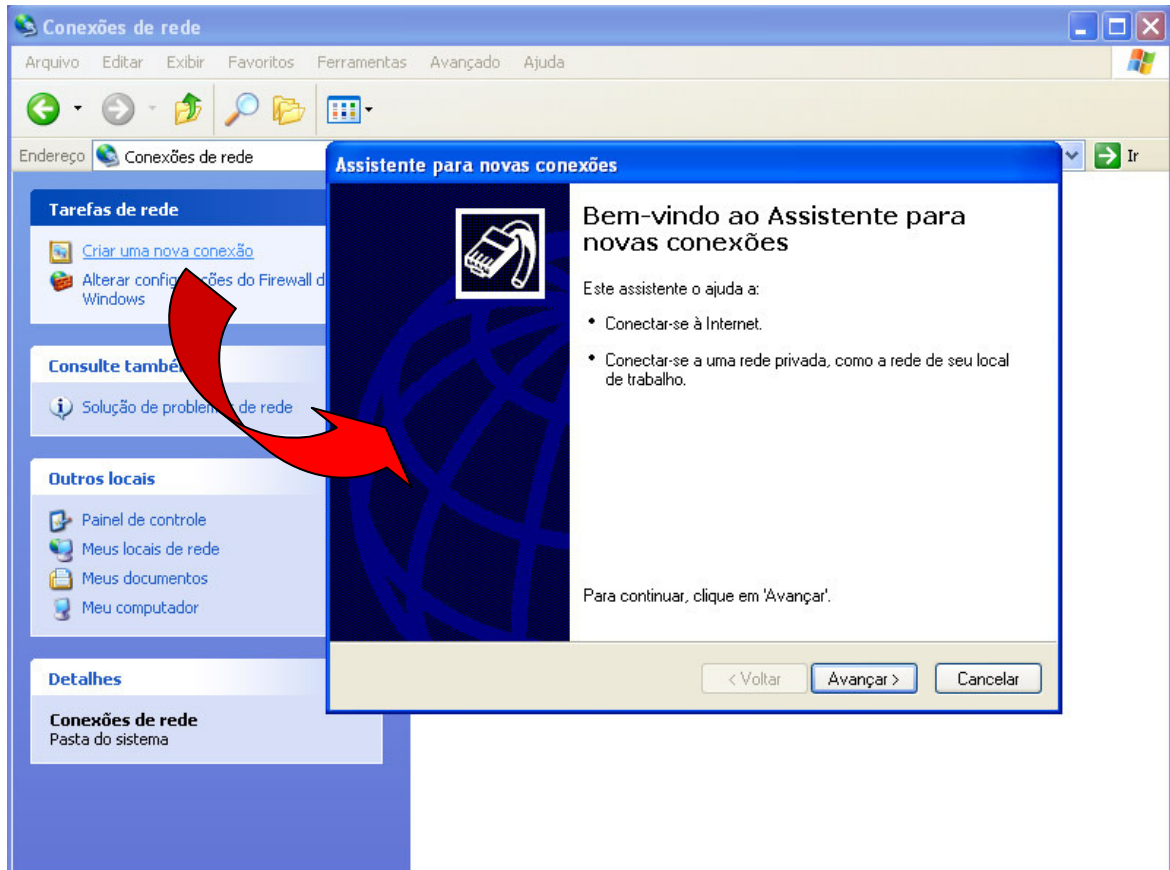 Conexões de rede
Arquivo Editar Exibir Favoritos Ferramentas Avançado Ajuda
Endereço Conexões de rede Ir
Tarefas de rede
Criar uma nova conexão
Alterar do Firewall
Windows
Consulte
Solução de de rede
Outros locais
Painel de controle
Meus locais de rede
Meus documentos
Meu computador
Detalhes
Conexões de rede
Pasta do sistema
Assistente para novas conexões
Bem-vindo ao Assistente para
novas conexões
Este assistente o ajuda a:
• Conectar-se à Internet.
• Conectar-se a uma rede privada, como a rede de seu local
de trabalho.
Para continuar, clique em 'Avançar'.
< Voltar Avançar > Cancelar